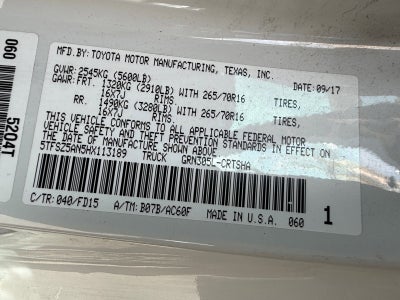 MFD. BY: TOYOTA MOTOR MANUFACTURING, TEXAS, INC.
GVWR: 2545KG (5600LB) 09/17
GAWR: FRT. 1320KG (2910LB) WITH 265/70R16 TIRES,
16X7J RIMS.
RR. 1490KG (3280LB) WITH 265/70R16 TIRES,
16X7J RIMS.
THIS VEHICLE CONFORMS TO ALL APPLICABLE FEDERAL MOTOR
VEHICLE SAFETY AND THEFT PREVENTION STANDARDS IN EFFECT ON
THE DATE OF MANUFACTURE SHOWN ABOVE.
5TFSZ5AN5HX113189 TRUCK GRN305L-CRTSHA
C/TR: 040/FD15 A/TM: B07B/AC60F MADE IN U.S.A. 060 1
060 5204T